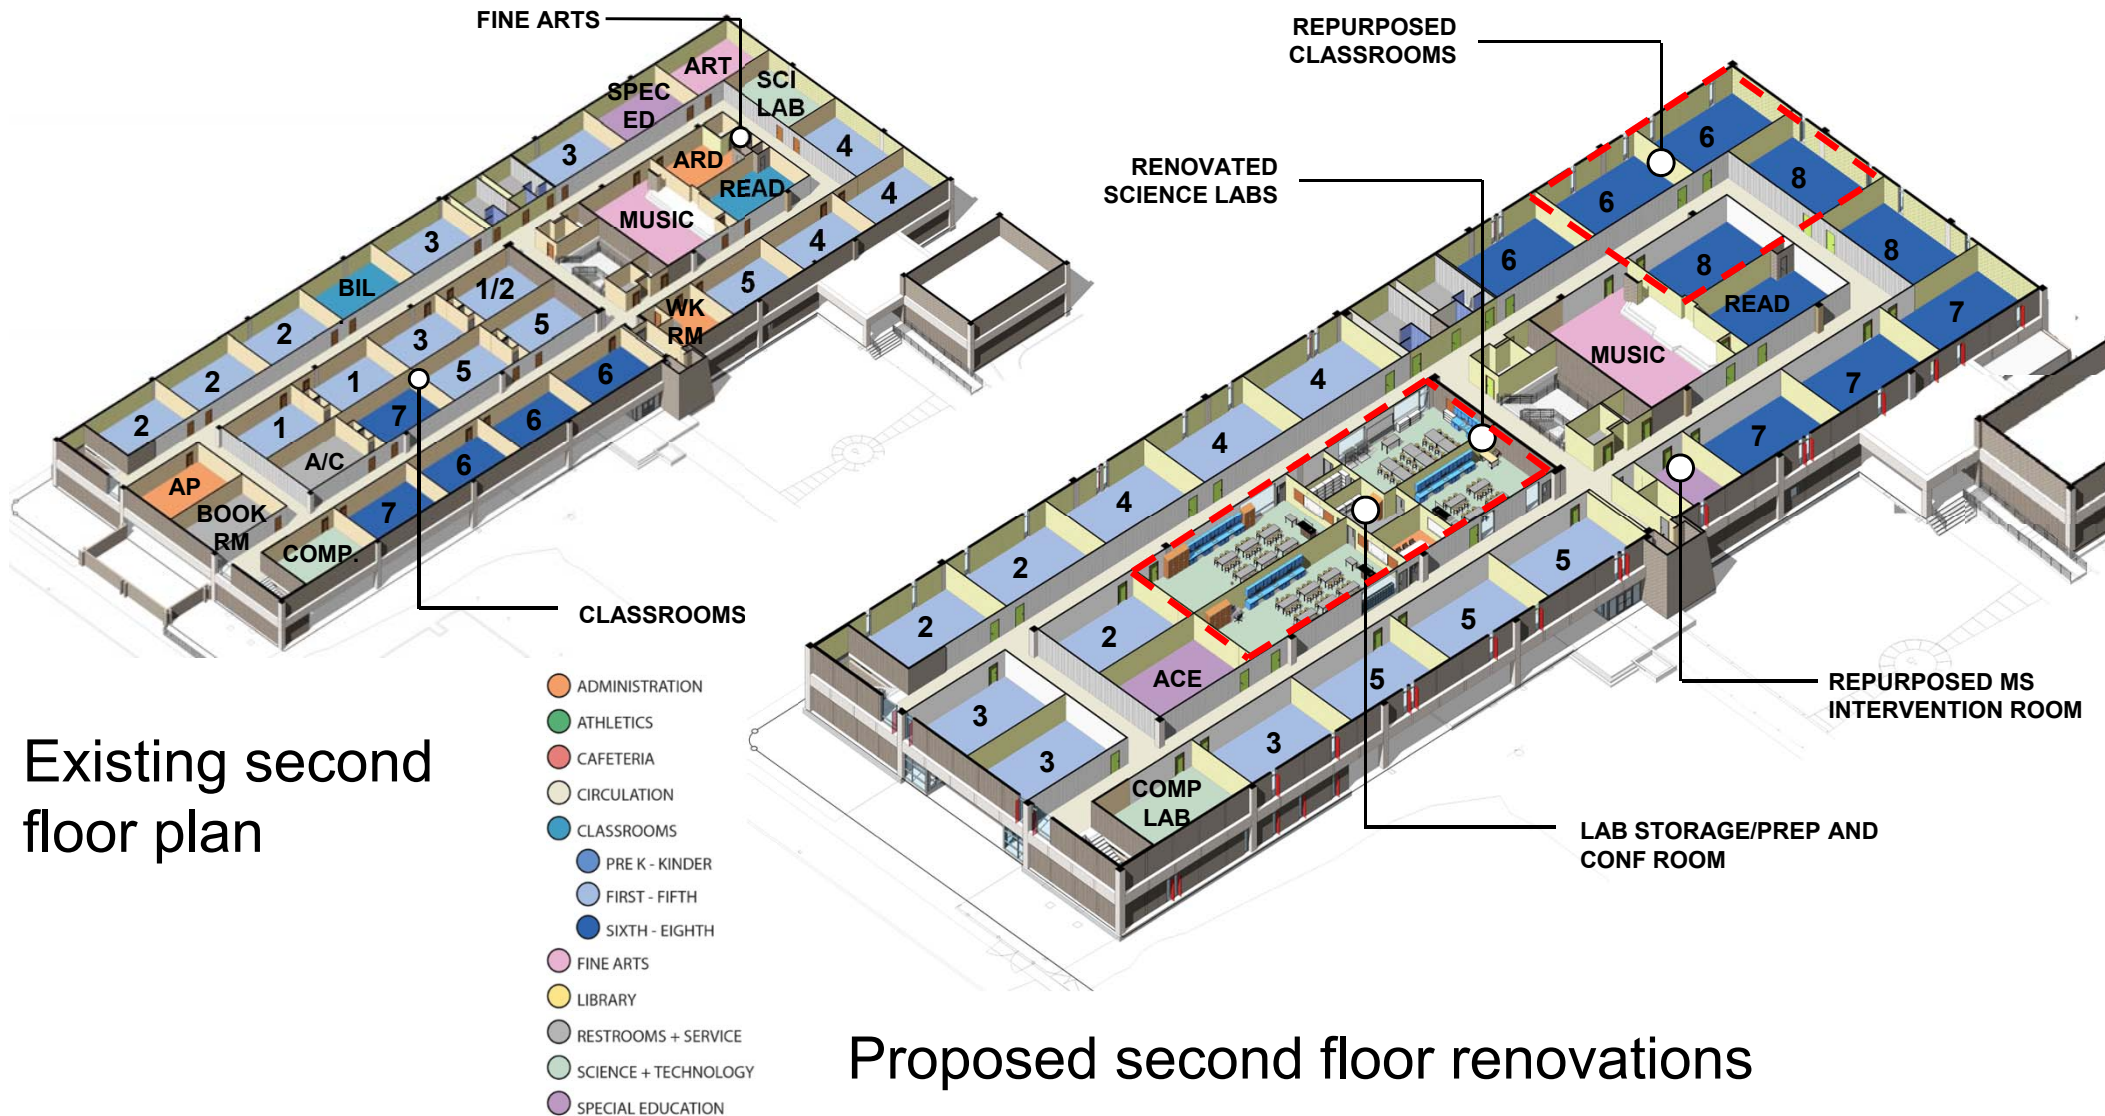 FINE ARTS
ART
SCI
LAB
SPEC
ED
3
4
ARD
READ
4
MUSIC
3
4
BIL
1/2
5
WK
RM
2
3
5
5
6
2
1
7
6
2
1
A/C
6
AP
BOOK
RM
7
COMP.
CLASSROOMS
Existing second
floor plan
ADMINISTRATION
ATHLETICS
CAFETERIA
CIRCULATION
CLASSROOMS
PRE K - KINDER
FIRST - FIFTH
SIXTH - EIGHTH
FINE ARTS
LIBRARY
RESTROOMS + SERVICE
SCIENCE + TECHNOLOGY
SPECIAL EDUCATION
REPURPOSED
CLASSROOMS
RENOVATED
SCIENCE LABS
6
6
8
6
8
8
READ
7
MUSIC
4
7
4
7
4
2
5
2
5
2
ACE
5
3
3
3
COMP
LAB
REPURPOSED MS
INTERVENTION ROOM
LAB STORAGE/PREP AND
CONF ROOM
Proposed second floor renovations